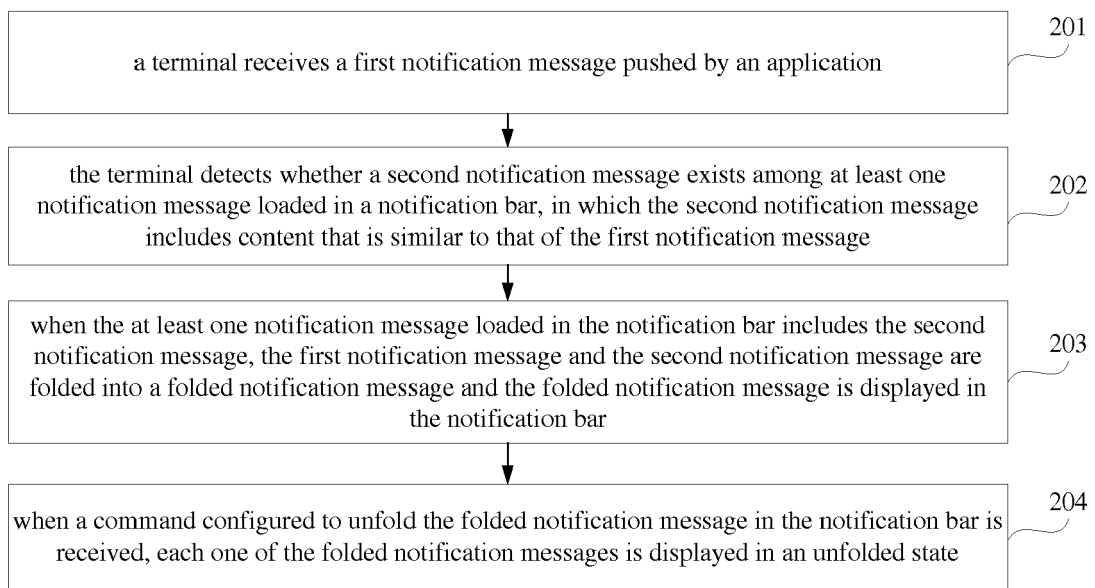 a terminal receives a first notification message pushed by an application
201
the terminal detects whether a second notification message exists among at least one
notification message loaded in a notification bar, in which the second notification message
includes content that is similar to that of the first notification message
202
when the at least one notification message loaded in the notification bar includes the second
notification message, the first notification message and the second notification message are
folded into a folded notification message and the folded notification message is displayed in
the notification bar
203
when a command configured to unfold the folded notification message in the notification bar is
received, each one of the folded notification messages is displayed in an unfolded state
204